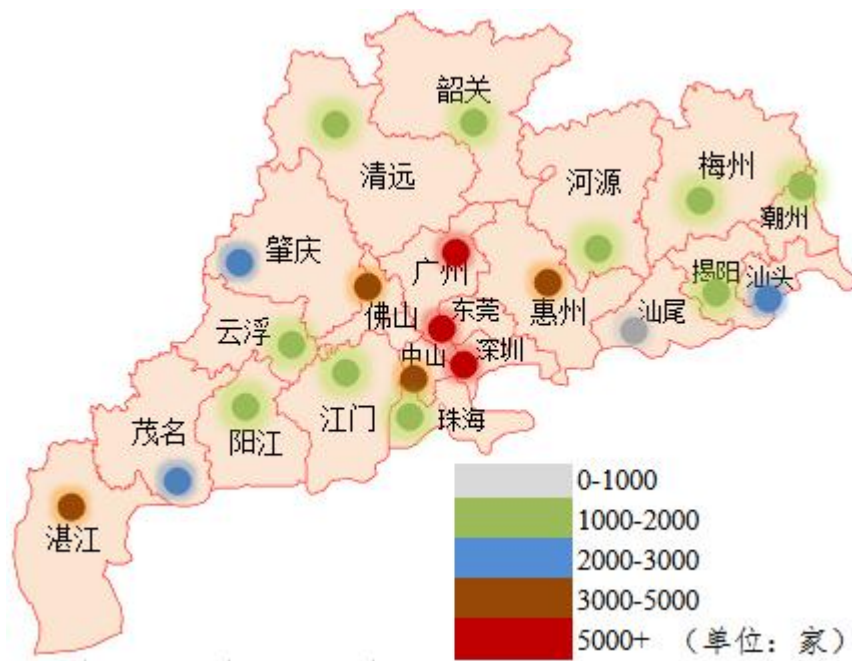 韶关
清远
河源
梅州
潮州
肇庆
广州
揭阳
汕头
佛山
东莞
惠州
汕尾
云浮
中山
深圳
茂名
阳江
江门
珠海
湛江
0-1000
1000-2000
2000-3000
3000-5000
5000+ （单位：家）